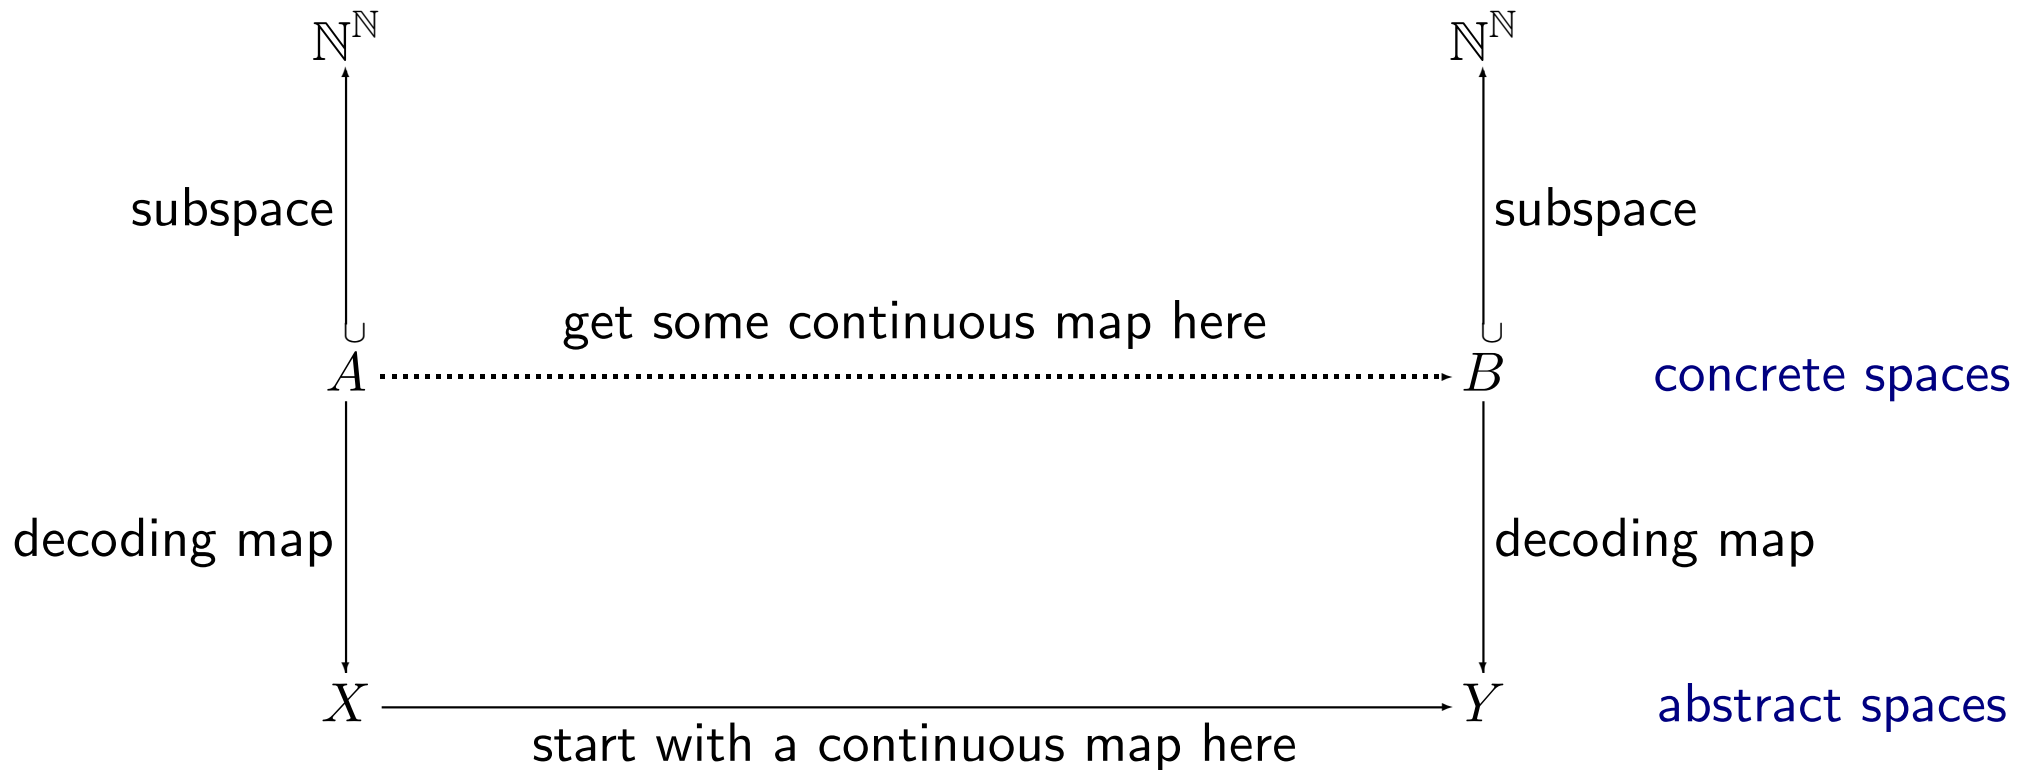 ℕ^ℕ ℕ^ℕ
subspace subspace
get some continuous map here
A B concrete spaces
decoding map decoding map
X Y abstract spaces
start with a continuous map here